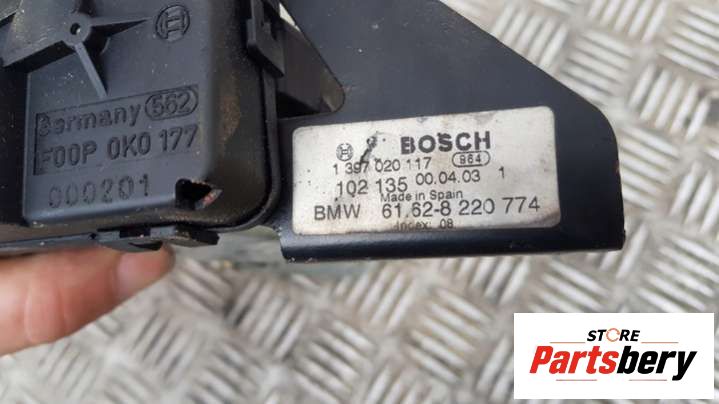 Germany 562
F00P 0K0 177
000201
BOSCH
1 397 020 117 964
102 135 00.04.03 1
Made in Spain
BMW 61.62-8 220 774
Index: 08
STORE
Partsbery